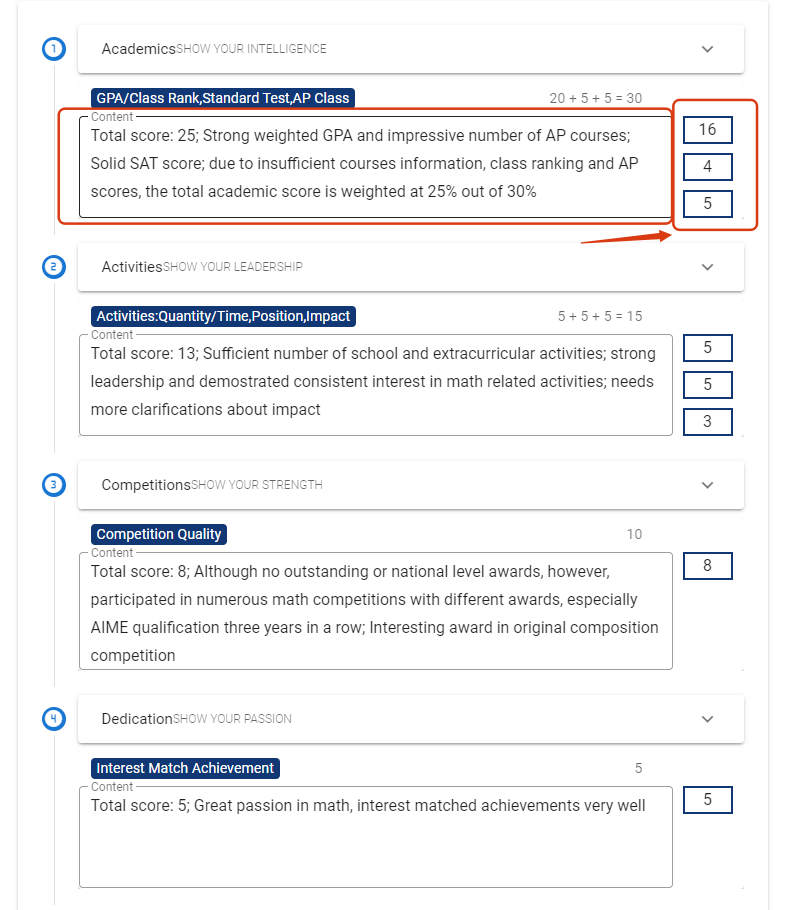 1
Academics SHOW YOUR INTELLIGENCE
GPA/Class Rank,Standard Test,AP Class
20 + 5 + 5 = 30
Content
Total score: 25; Strong weighted GPA and impressive number of AP courses;
Solid SAT score; due to insufficient courses information, class ranking and AP
scores, the total academic score is weighted at 25% out of 30%
16
4
5
2
Activities SHOW YOUR LEADERSHIP
Activities:Quantity/Time,Position,Impact
5 + 5 + 5 = 15
Content
Total score: 13; Sufficient number of school and extracurricular activities; strong
leadership and demostrated consistent interest in math related activities; needs
more clarifications about impact
5
5
3
3
Competitions SHOW YOUR STRENGTH
Competition Quality
10
Content
Total score: 8; Although no outstanding or national level awards, however,
participated in numerous math competitions with different awards, especially
AIME qualification three years in a row; Interesting award in original composition
competition
8
4
Dedication SHOW YOUR PASSION
Interest Match Achievement
5
Content
Total score: 5; Great passion in math, interest matched achievements very well
5